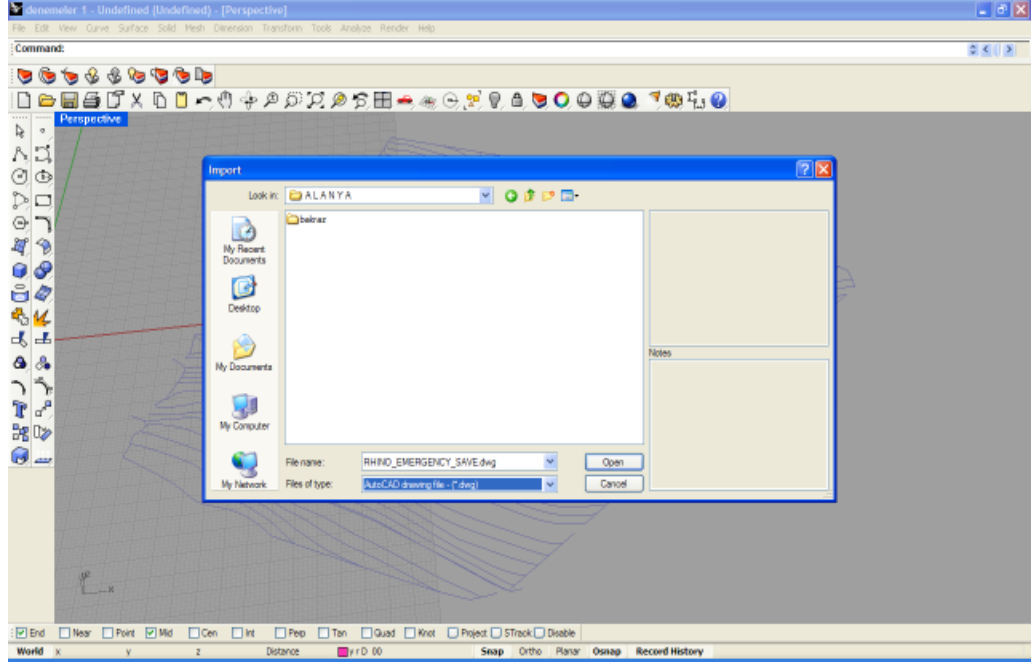 denemeler 1 - Undefined (Undefined) - [Perspective]
File Edit View Curve Surface Solid Mesh Dimension Transform Tools Analyze Render Help
Command:
Perspective
Import
Look in: ALANYA
My Recent
Documents
Desktop
My Documents
My Computer
My Network
Notes
File name: RHINO_EMERGENCY_SAVE.dwg Open
Files of type: AutoCAD drawing file - (*.dwg) Cancel
y
x
End Near Point Mid Cen Int Perp Tan Quad Knot Project STrack Disable
World x y z Distance Snap Ortho Planar Osnap Record History